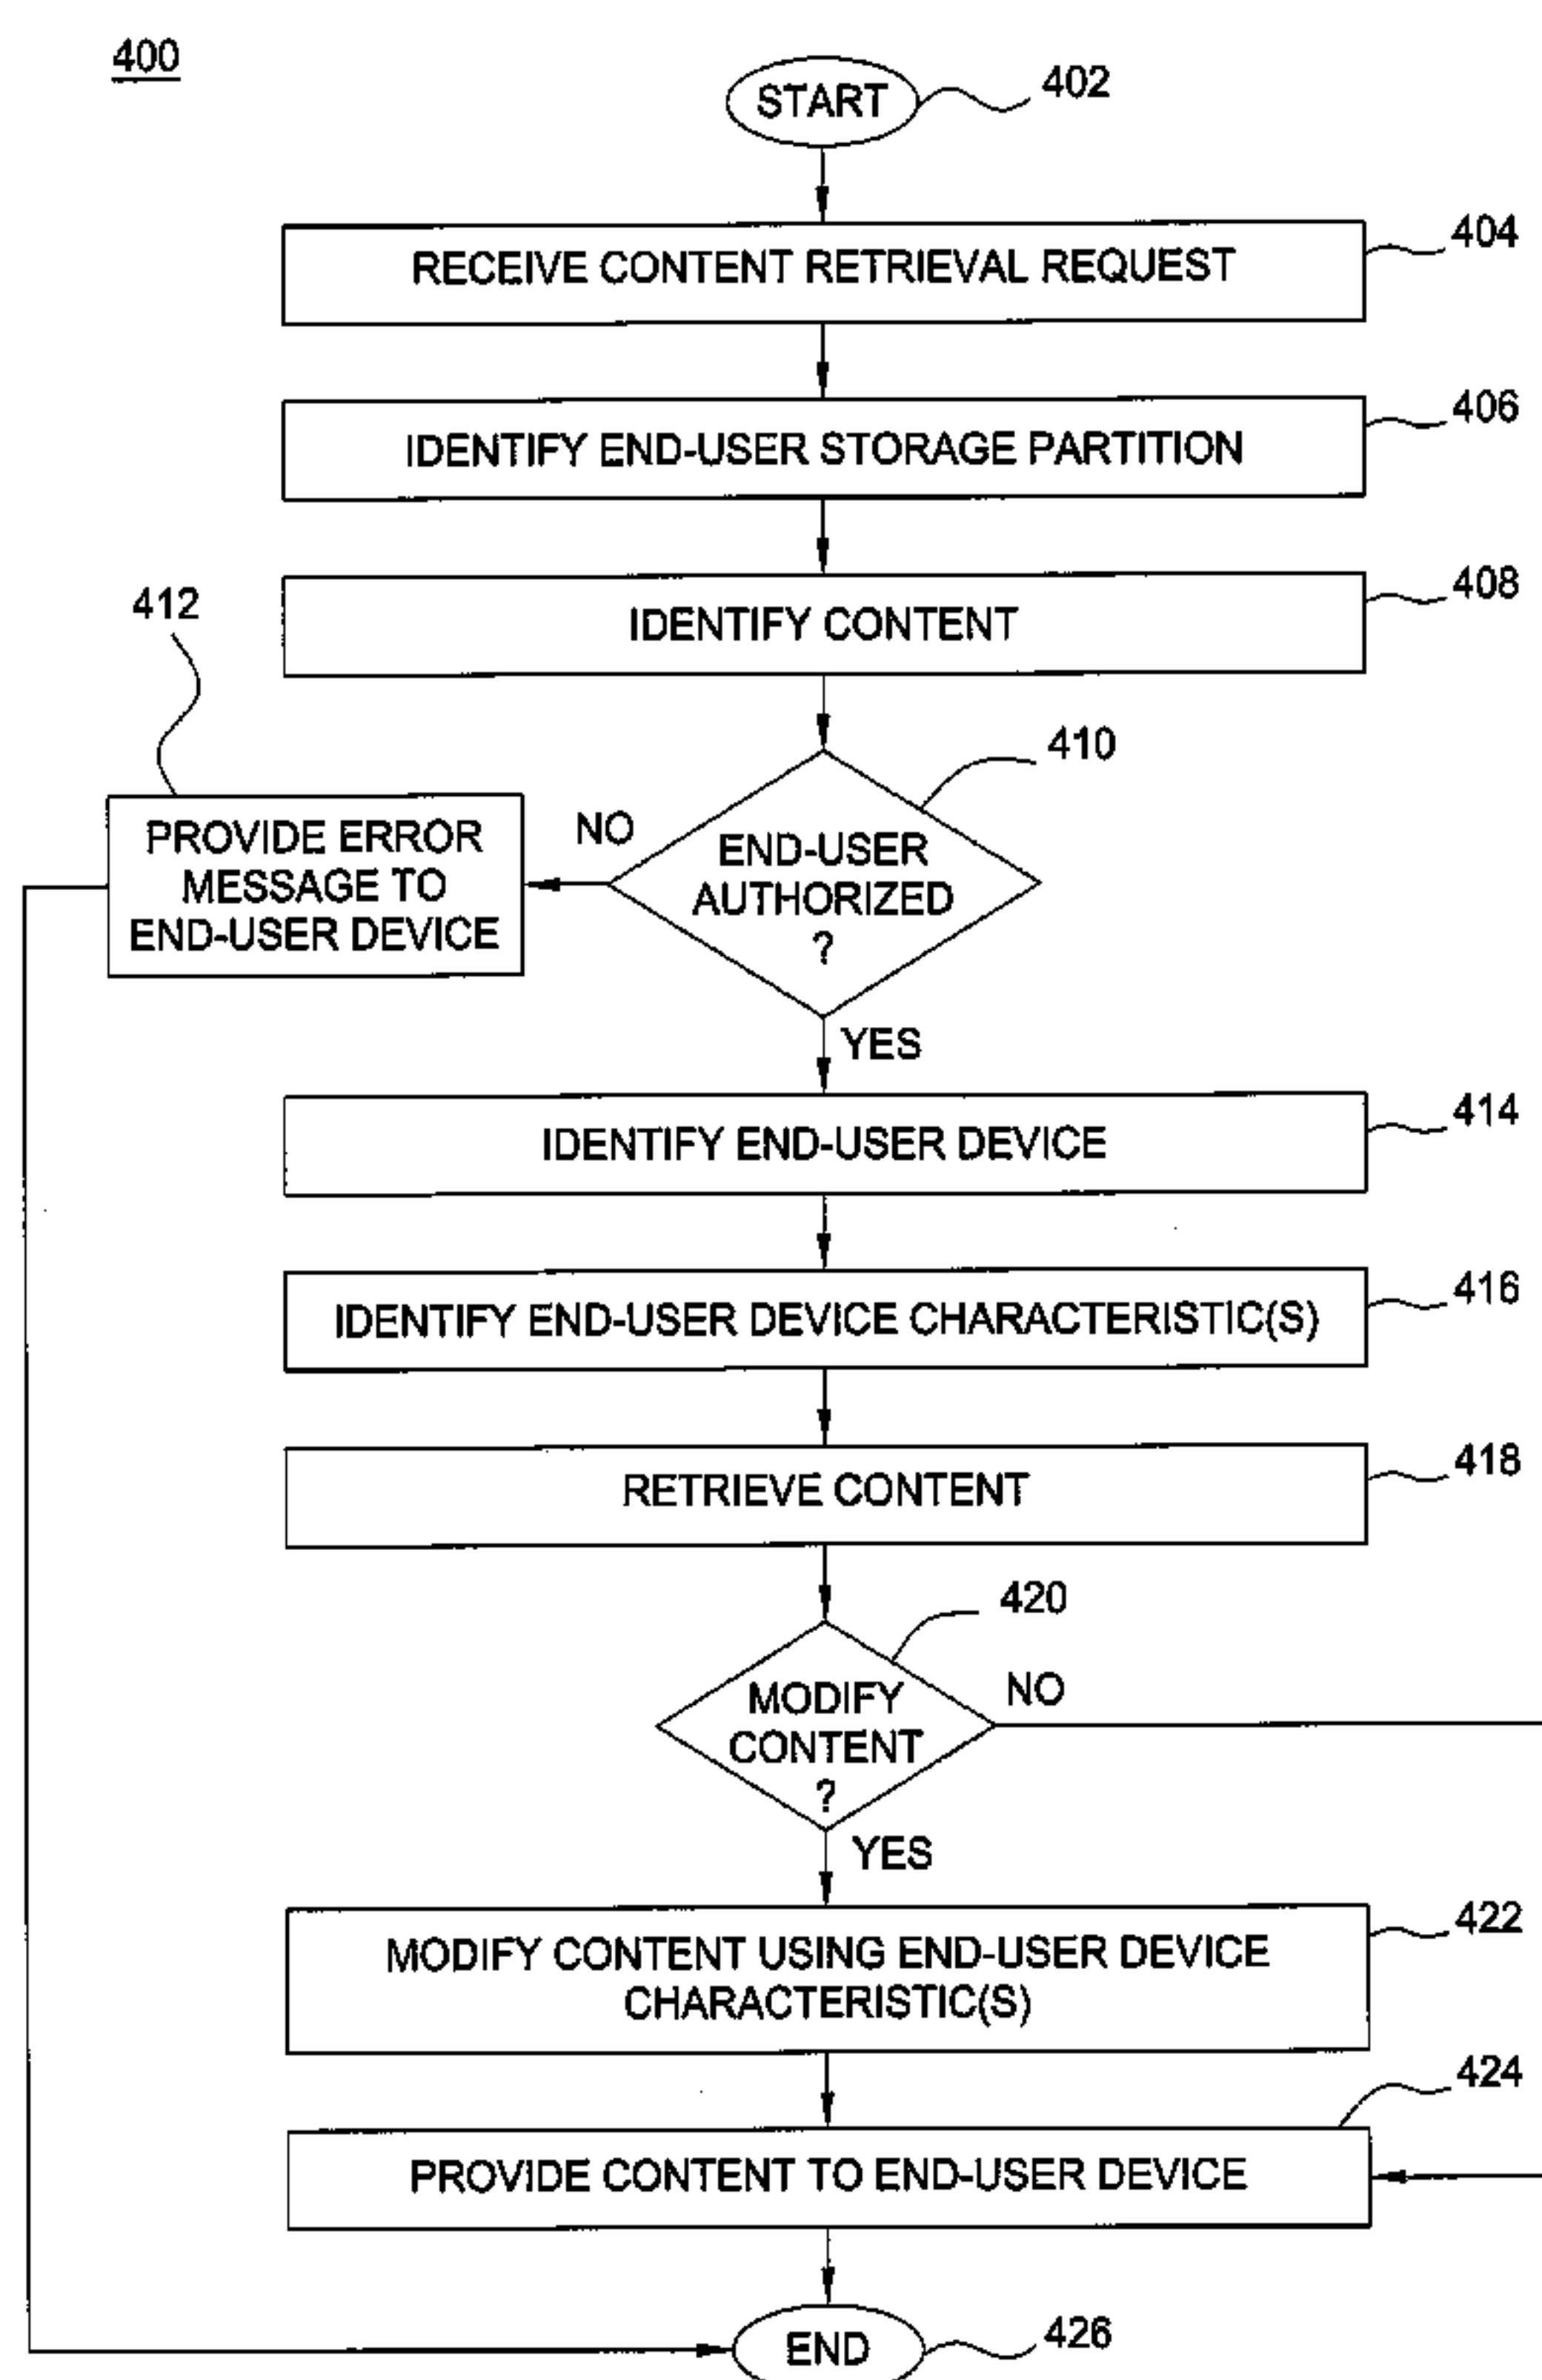 400
START
402
RECEIVE CONTENT RETRIEVAL REQUEST
404
IDENTIFY END-USER STORAGE PARTITION
406
IDENTIFY CONTENT
408
412
410
PROVIDE ERROR
MESSAGE TO
END-USER DEVICE
NO
END-USER
AUTHORIZED
?
YES
IDENTIFY END-USER DEVICE
414
IDENTIFY END-USER DEVICE CHARACTERISTIC(S)
416
RETRIEVE CONTENT
418
420
MODIFY
CONTENT
?
NO
YES
MODIFY CONTENT USING END-USER DEVICE
CHARACTERISTIC(S)
422
424
PROVIDE CONTENT TO END-USER DEVICE
END
426